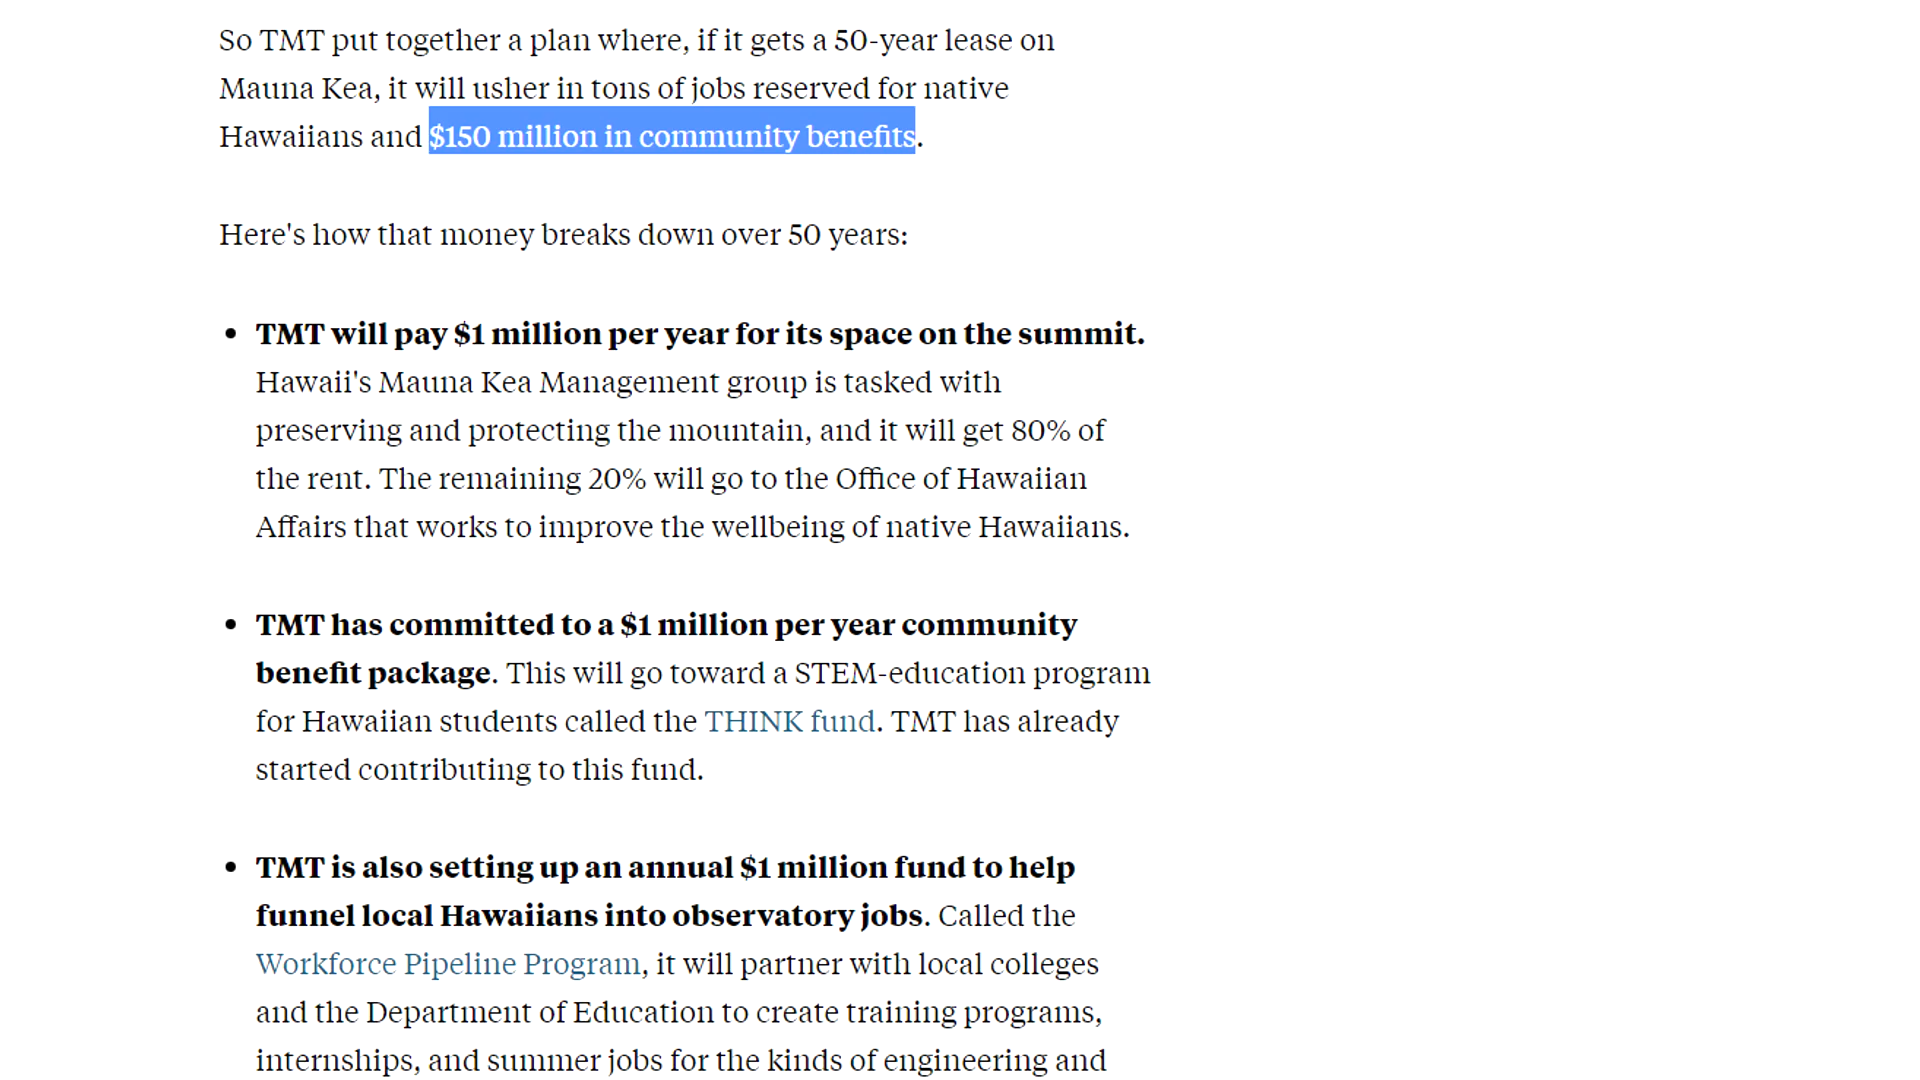 So TMT put together a plan where, if it gets a 50-year lease on
Mauna Kea, it will usher in tons of jobs reserved for native
Hawaiians and $150 million in community benefits.
Here's how that money breaks down over 50 years:
• TMT will pay $1 million per year for its space on the summit.
Hawaii's Mauna Kea Management group is tasked with
preserving and protecting the mountain, and it will get 80% of
the rent. The remaining 20% will go to the Office of Hawaiian
Affairs that works to improve the wellbeing of native Hawaiians.
• TMT has committed to a $1 million per year community
benefit package. This will go toward a STEM-education program
for Hawaiian students called the THINK fund. TMT has already
started contributing to this fund.
• TMT is also setting up an annual $1 million fund to help
funnel local Hawaiians into observatory jobs. Called the
Workforce Pipeline Program, it will partner with local colleges
and the Department of Education to create training programs,
internships, and summer jobs for the kinds of engineering and